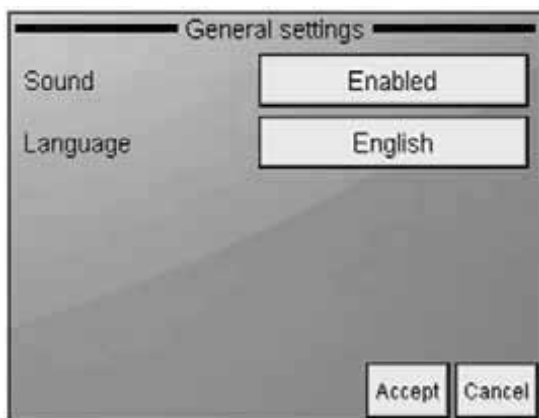 General settings
Sound Enabled
Language English
Accept Cancel